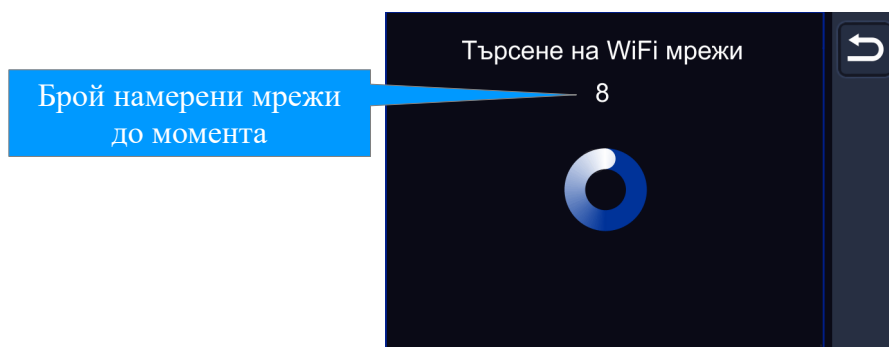 Търсене на WiFi мрежи
Брой намерени мрежи
до момента
8